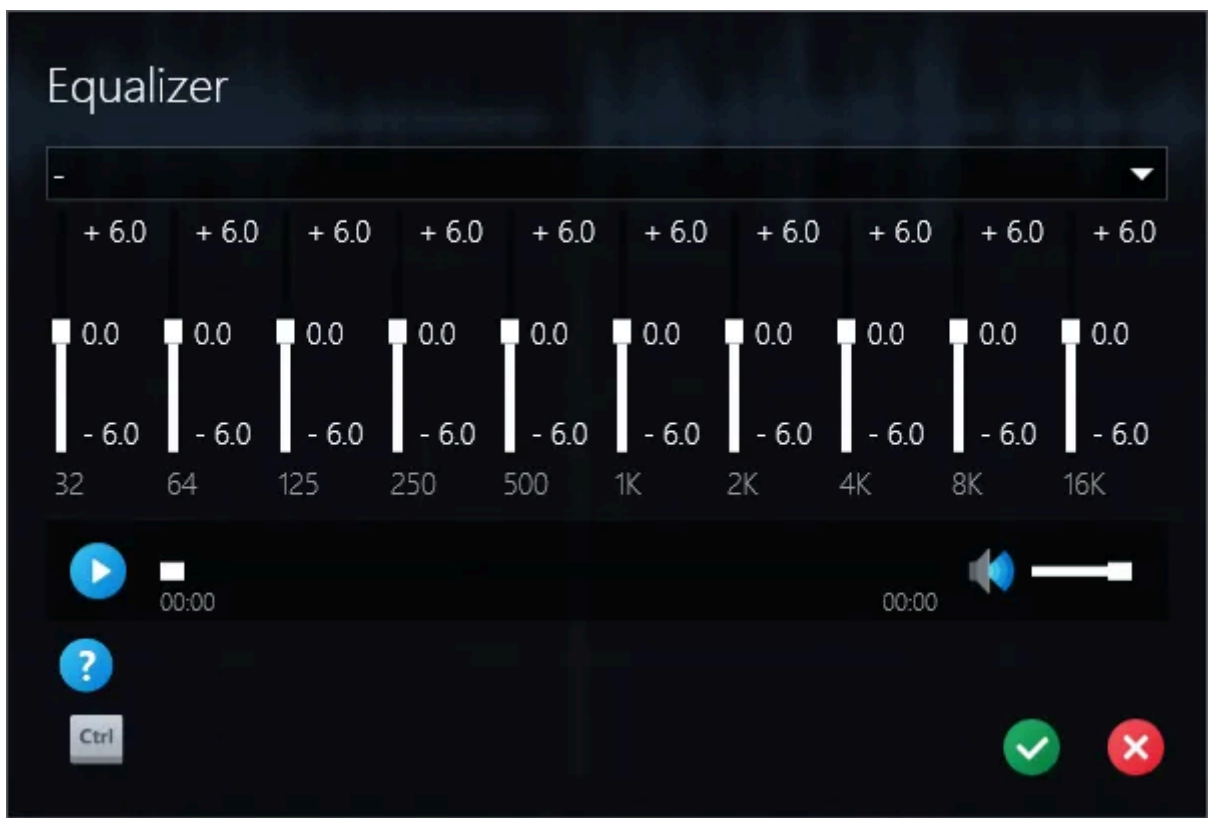 Equalizer
-
+ 6.0 + 6.0 + 6.0 + 6.0 + 6.0 + 6.0 + 6.0 + 6.0 + 6.0 + 6.0
0.0 0.0 0.0 0.0 0.0 0.0 0.0 0.0 0.0 0.0
- 6.0 - 6.0 - 6.0 - 6.0 - 6.0 - 6.0 - 6.0 - 6.0 - 6.0 - 6.0
32 64 125 250 500 1K 2K 4K 8K 16K
00:00 00:00
?
Ctrl